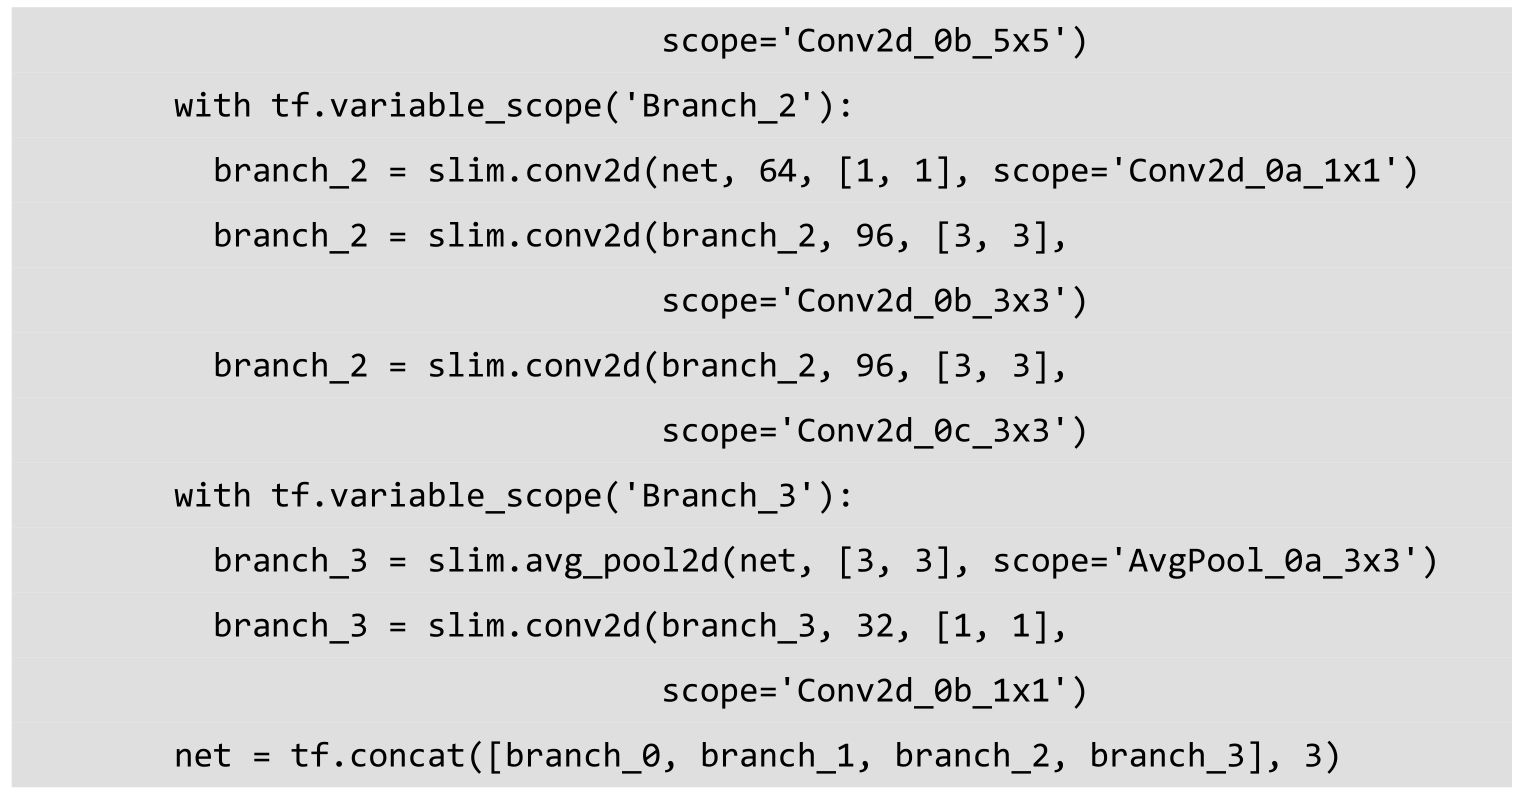 scope='Conv2d_0b_5x5')
with tf.variable_scope('Branch_2'):
branch_2 = slim.conv2d(net, 64, [1, 1], scope='Conv2d_0a_1x1')
branch_2 = slim.conv2d(branch_2, 96, [3, 3],
scope='Conv2d_0b_3x3')
branch_2 = slim.conv2d(branch_2, 96, [3, 3],
scope='Conv2d_0c_3x3')
with tf.variable_scope('Branch_3'):
branch_3 = slim.avg_pool2d(net, [3, 3], scope='AvgPool_0a_3x3')
branch_3 = slim.conv2d(branch_3, 32, [1, 1],
scope='Conv2d_0b_1x1')
net = tf.concat([branch_0, branch_1, branch_2, branch_3], 3)